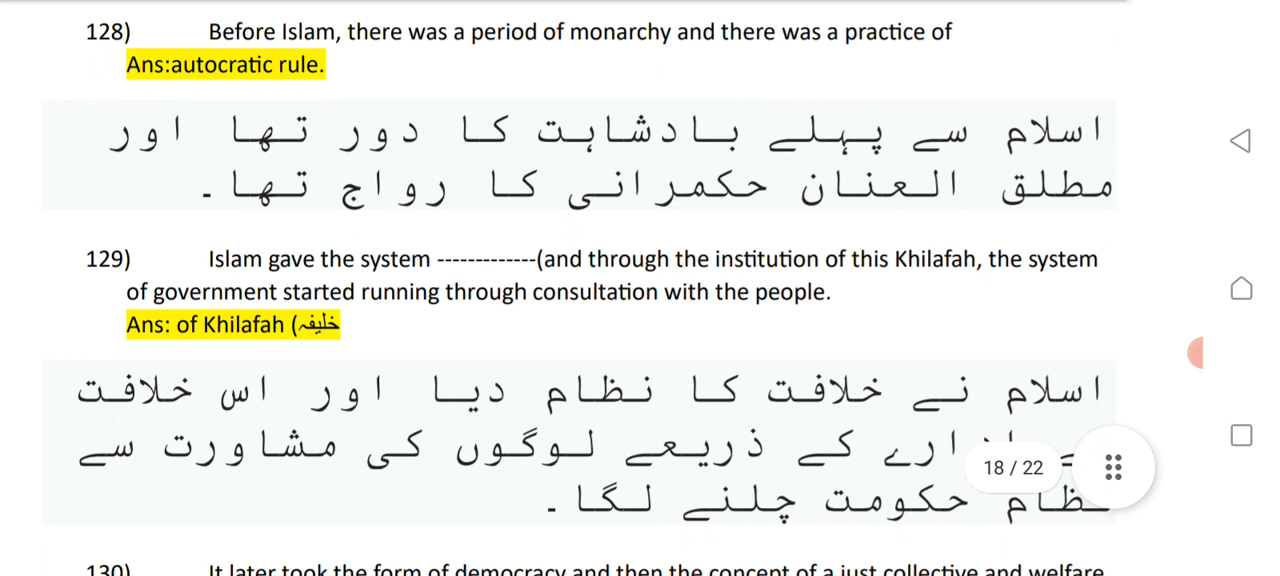 128) Before Islam, there was a period of monarchy and there was a practice of
Ans:autocratic rule.
اسلام سے پہلے بادشاہت کا دور تھا اور
مطلق العنان حکمرانی کا رواج تھا۔
129) Islam gave the system -------------(and through the institution of this Khilafah, the system
of government started running through consultation with the people.
Ans: of Khilafah (خلیفہ
اسلام نے خلافت کا نظام دیا اور اس خلافت
کے ذریعے لوگوں کی مشاورت سے
نظام حکومت چلنے لگا۔
18 / 22
130) It later took the form of democracy and then the concept of a just collective and welfare